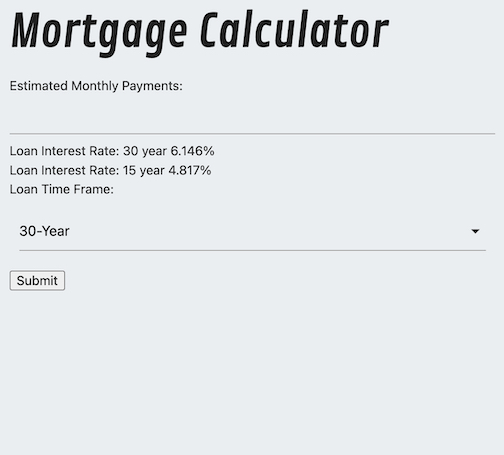 Mortgage Calculator
Estimated Monthly Payments:
Loan Interest Rate: 30 year 6.146%
Loan Interest Rate: 15 year 4.817%
Loan Time Frame:
30-Year
Submit